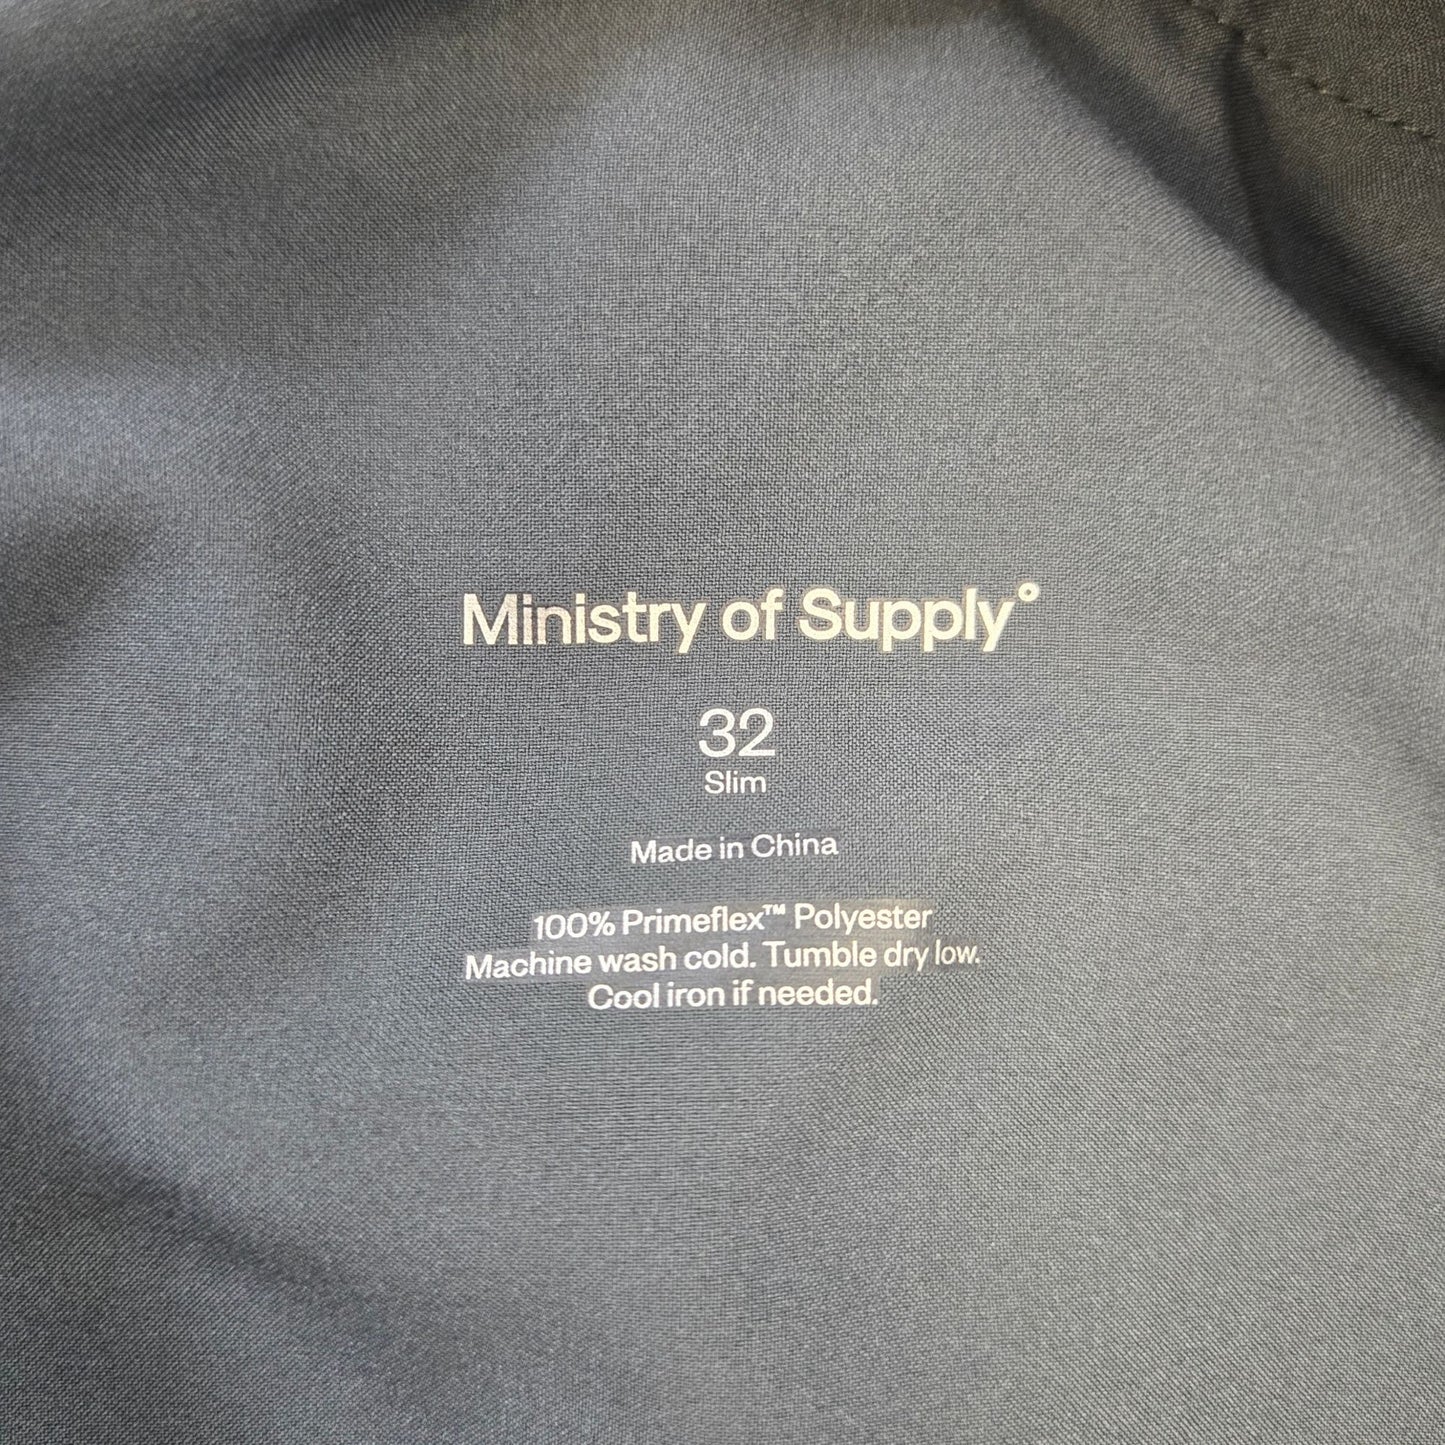 Ministry of Supply°
32
Slim
Made in China
100% Primeflex™ Polyester
Machine wash cold. Tumble dry low.
Cool iron if needed.